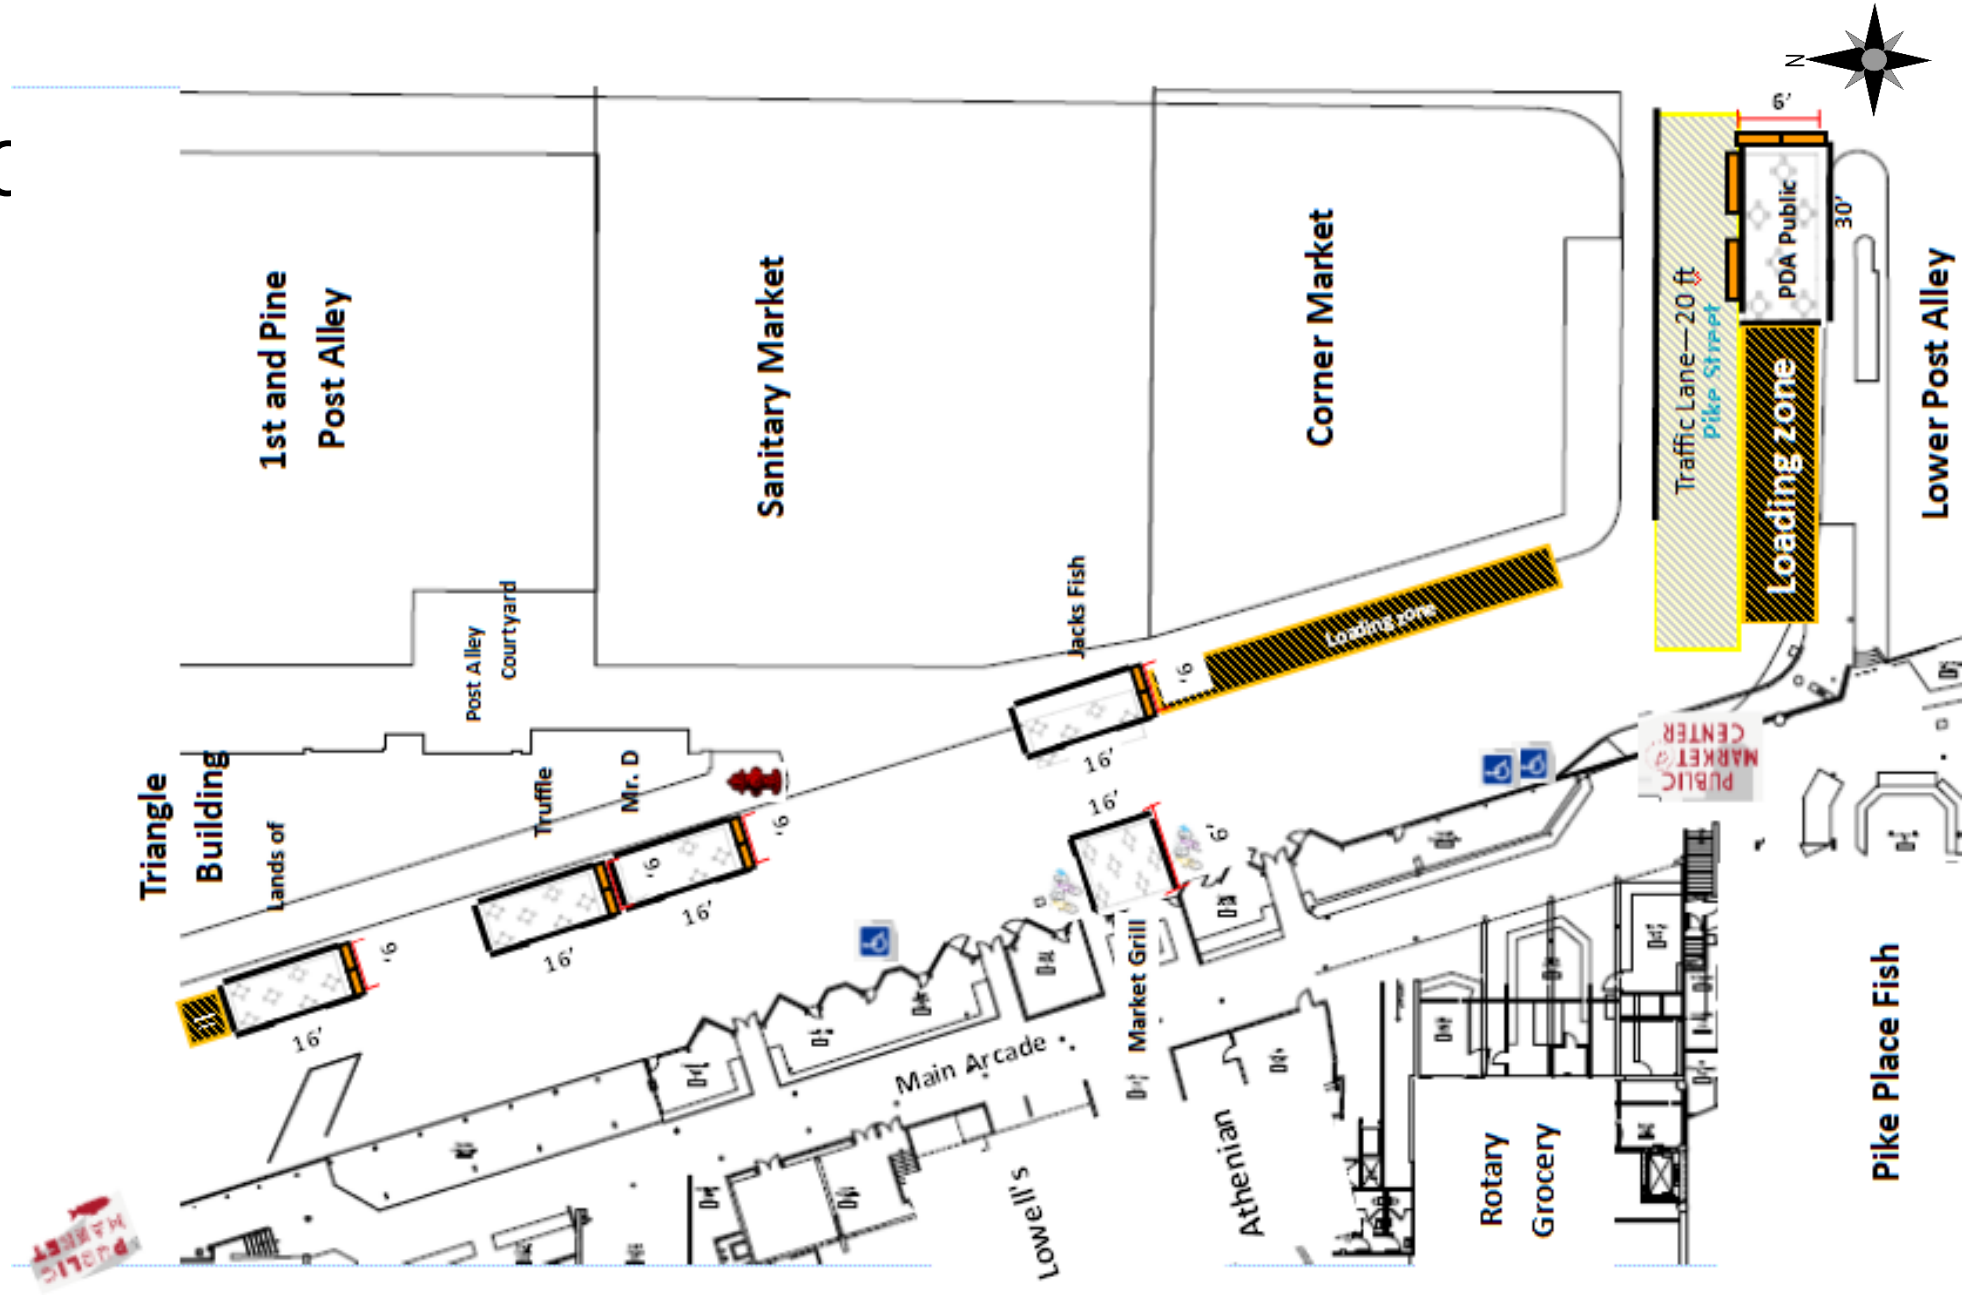 N
6'
PDA Public
30'
Traffic Lane—20 ft
Pike Street
Loading zone
Lower Post Alley
1st and Pine
Post Alley
Sanitary Market
Corner Market
Jacks Fish
Loading zone
6'
16'
Post Alley
Courtyard
Triangle
Building
Lands of
Truffle
Mr. D
6'
6'
16'
16'
6'
16'
16'
6'
Market Grill
Main Arcade
PUBLIC
MARKET
CENTER
Lowell's
Athenian
Rotary
Grocery
Pike Place Fish
PUBLIC
MARKET